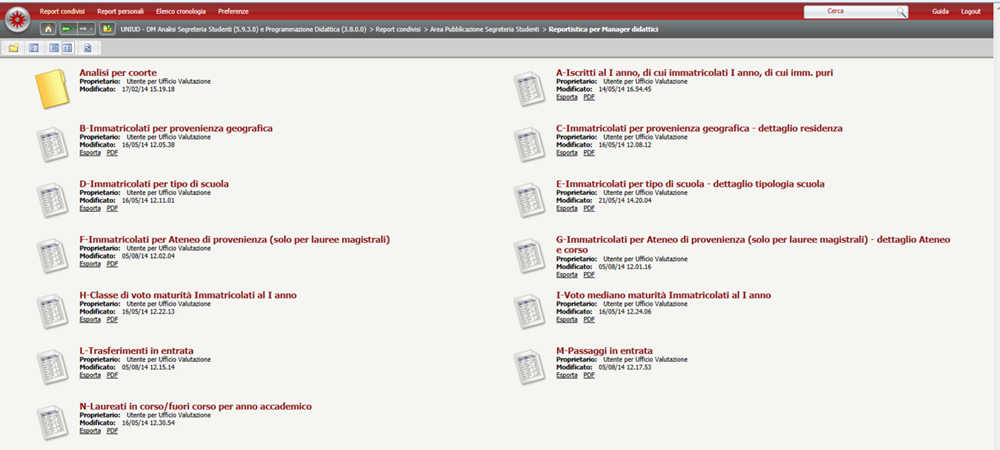 Report condivisi Report personali Elenco cronologia Preferenze Cerca Guida Logout
UNIUD - DM Analisi Segreteria Studenti (5.9.3.0) e Programmazione Didattica (3.8.0.0) > Report condivisi > Area Pubblicazione Segreteria Studenti > Reportistica per Manager didattici
Analisi per coorte
Proprietario: Utente per Ufficio Valutazione
Modificato: 17/02/14 15.19.18
A-Iscritti al I anno, di cui immatricolati I anno, di cui imm. puri
Proprietario: Utente per Ufficio Valutazione
Modificato: 14/05/14 16.54.45
Esporta PDF
B-Immatricolati per provenienza geografica
Proprietario: Utente per Ufficio Valutazione
Modificato: 16/05/14 12.05.38
Esporta PDF
C-Immatricolati per provenienza geografica - dettaglio residenza
Proprietario: Utente per Ufficio Valutazione
Modificato: 16/05/14 12.08.12
Esporta PDF
D-Immatricolati per tipo di scuola
Proprietario: Utente per Ufficio Valutazione
Modificato: 16/05/14 12.11.01
Esporta PDF
E-Immatricolati per tipo di scuola - dettaglio tipologia scuola
Proprietario: Utente per Ufficio Valutazione
Modificato: 21/05/14 14.20.04
Esporta PDF
F-Immatricolati per Ateneo di provenienza (solo per lauree magistrali)
Proprietario: Utente per Ufficio Valutazione
Modificato: 05/08/14 12.02.04
Esporta PDF
G-Immatricolati per Ateneo di provenienza (solo per lauree magistrali) - dettaglio Ateneo
e corso
Proprietario: Utente per Ufficio Valutazione
Modificato: 05/08/14 12.01.16
Esporta PDF
H-Classe di voto maturità Immatricolati al I anno
Proprietario: Utente per Ufficio Valutazione
Modificato: 16/05/14 12.22.13
Esporta PDF
I-Voto mediano maturità Immatricolati al I anno
Proprietario: Utente per Ufficio Valutazione
Modificato: 16/05/14 12.24.06
Esporta PDF
L-Trasferimenti in entrata
Proprietario: Utente per Ufficio Valutazione
Modificato: 05/08/14 12.15.14
Esporta PDF
M-Passaggi in entrata
Proprietario: Utente per Ufficio Valutazione
Modificato: 05/08/14 12.17.53
Esporta PDF
N-Laureati in corso/fuori corso per anno accademico
Proprietario: Utente per Ufficio Valutazione
Modificato: 16/05/14 12.30.54
Esporta PDF